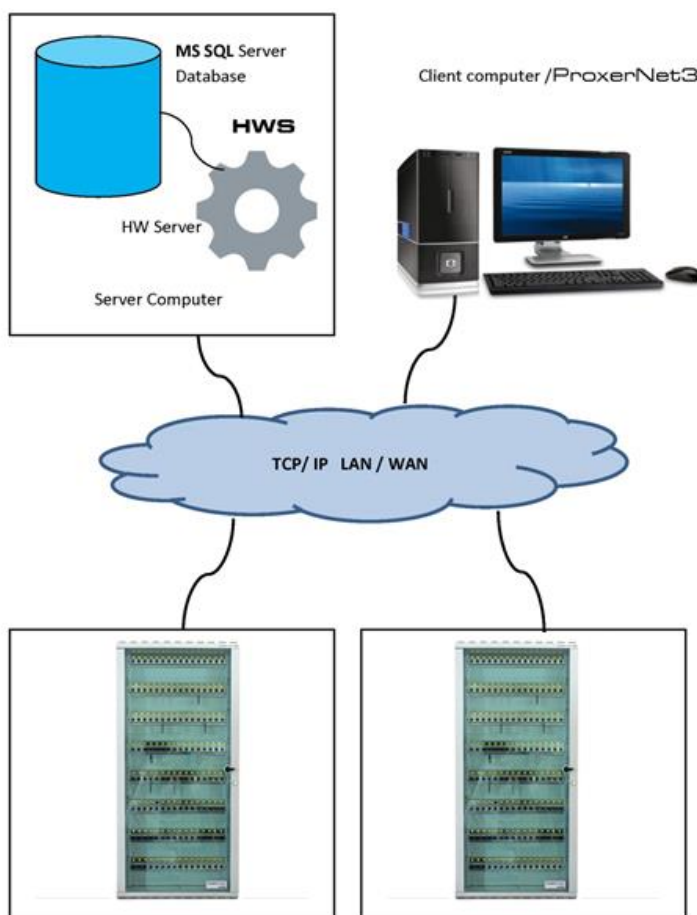 MS SQL Server
Database
HWS
HW Server
Server Computer
Client computer /ProxerNet3
TCP/ IP LAN / WAN